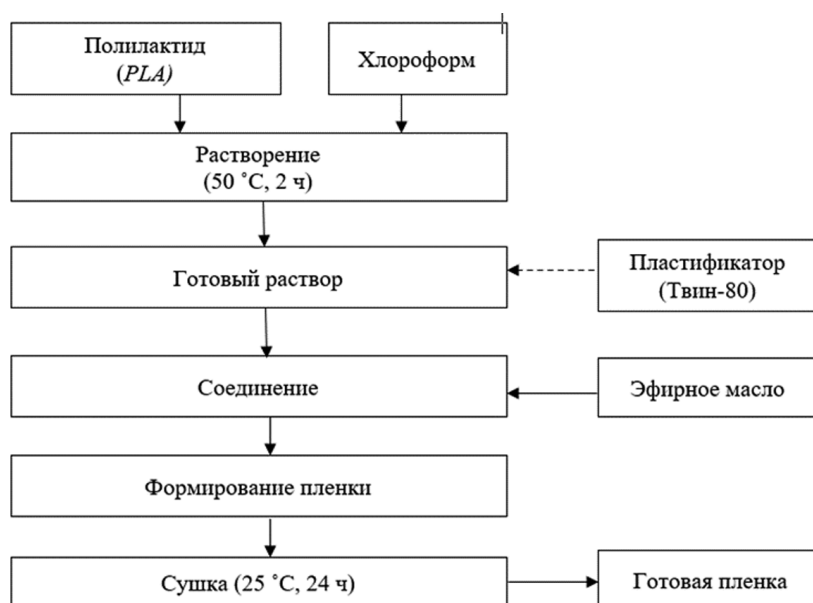 Полилактид
(PLA)
Хлороформ
Растворение
(50 ˚C, 2 ч)
Готовый раствор
Пластификатор
(Твин-80)
Соединение
Эфирное масло
Формирование пленки
Сушка (25 ˚C, 24 ч)
Готовая пленка